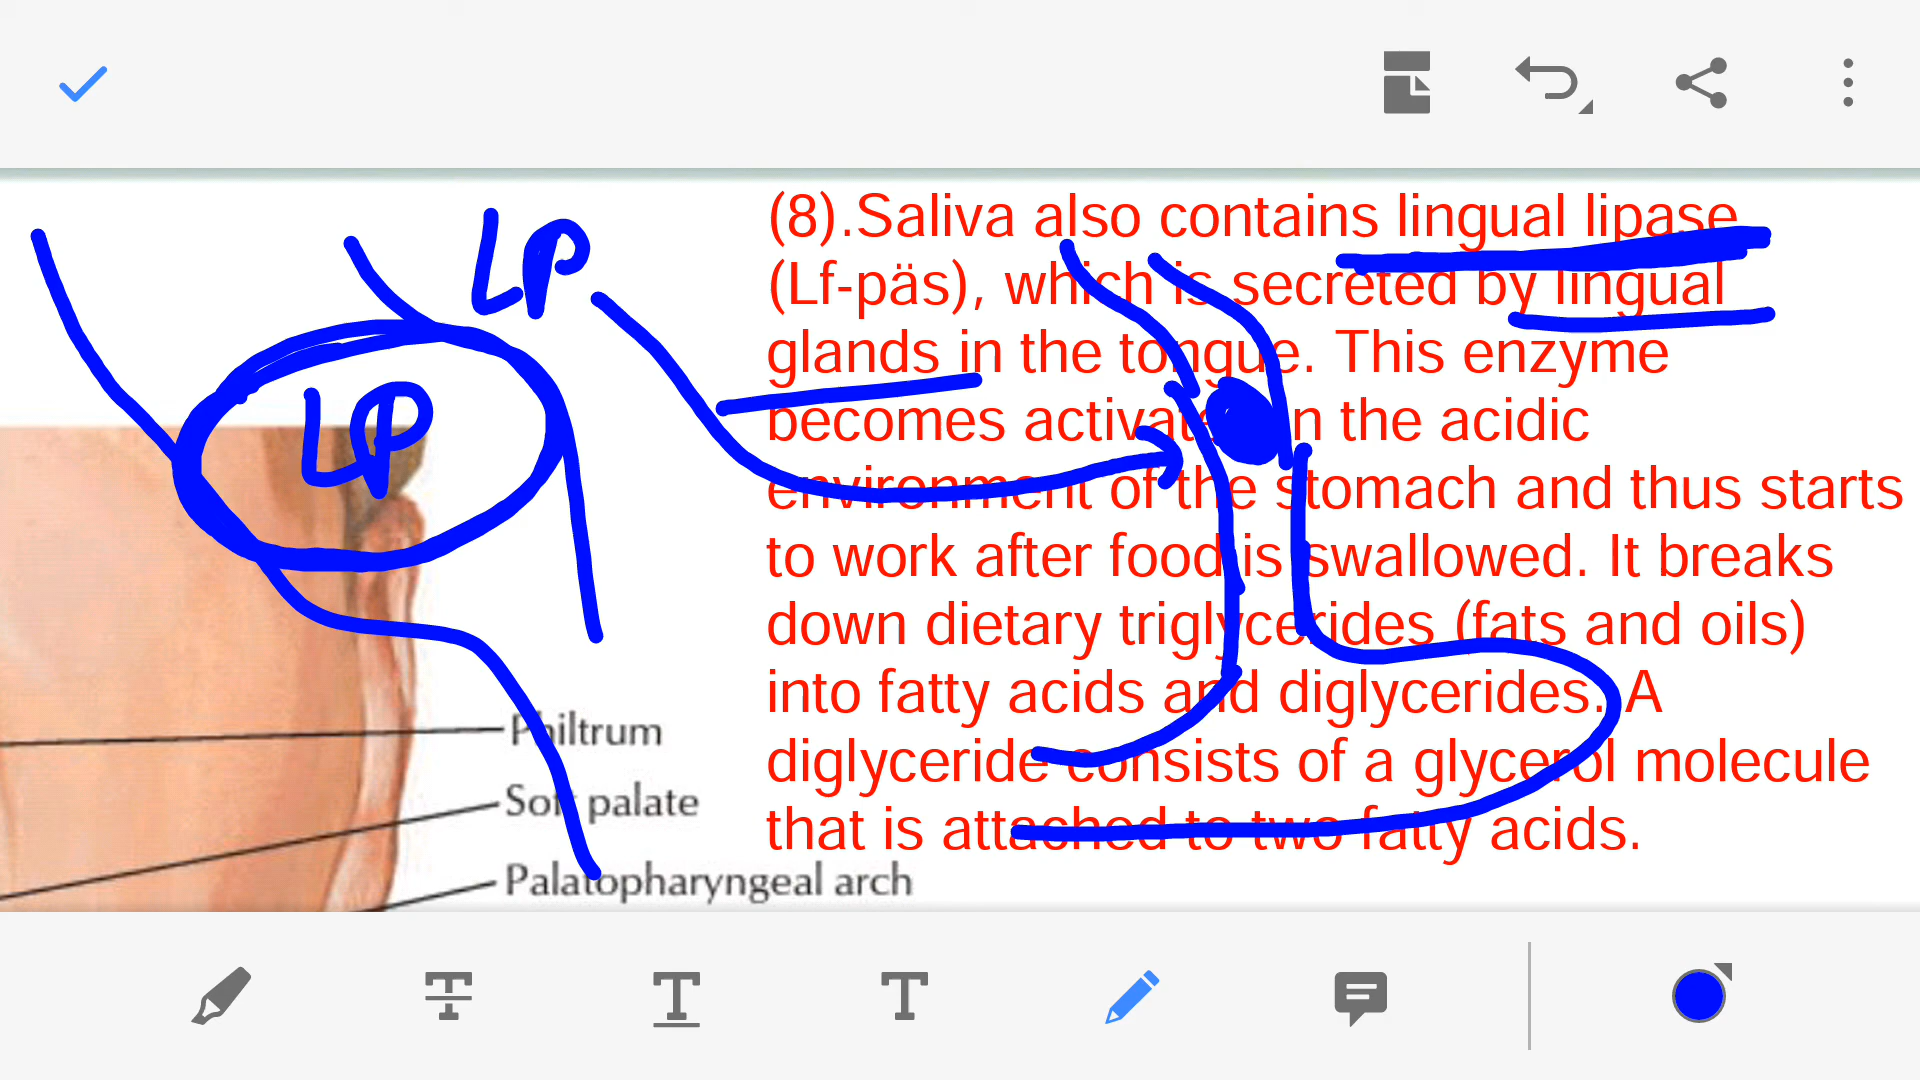 (8).Saliva also contains lingual lipase
(Lf-päs), which is secreted by lingual
glands in the tongue. This enzyme
becomes activated in the acidic
environment of the stomach and thus starts
to work after food is swallowed. It breaks
down dietary triglycerides (fats and oils)
into fatty acids and diglycerides. A
diglyceride consists of a glycerol molecule
that is attached to two fatty acids.
LP
LP
Philtrum
Soft palate
Palatopharyngeal arch